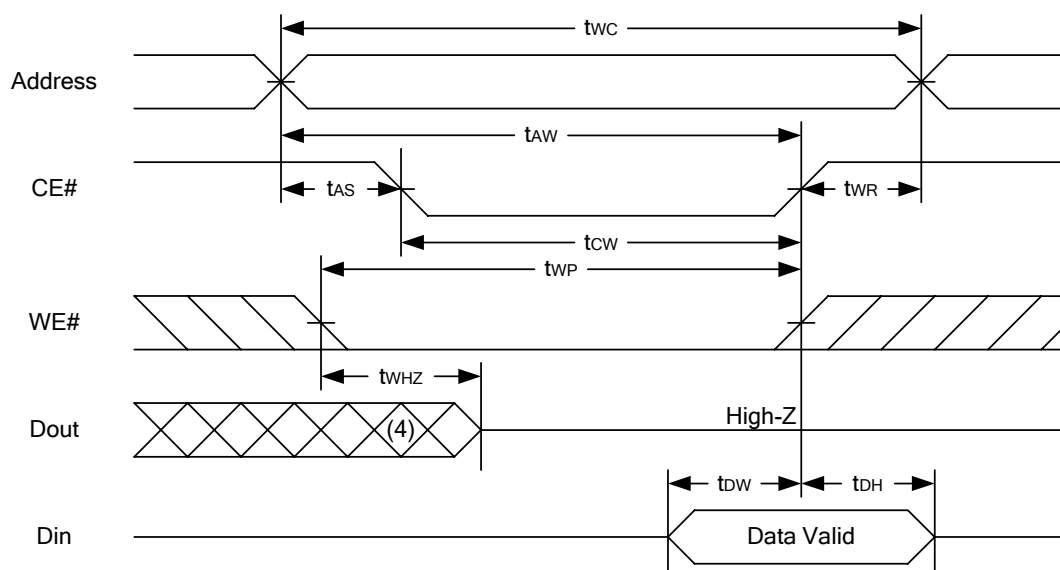 tWC
Address
tAW
CE#
tAS
tWR
tCW
tWP
WE#
tWHZ
Dout
(4)
High-Z
tDW
tDH
Din
Data Valid